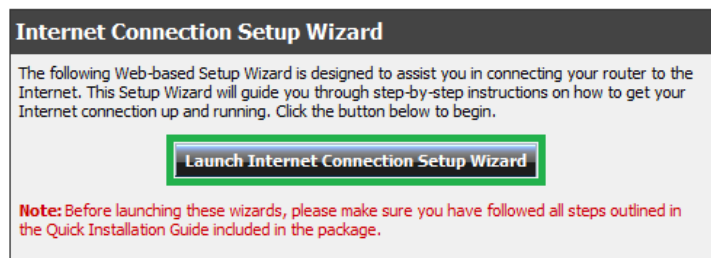 Internet Connection Setup Wizard
The following Web-based Setup Wizard is designed to assist you in connecting your router to the
Internet. This Setup Wizard will guide you through step-by-step instructions on how to get your
Internet connection up and running. Click the button below to begin.
Launch Internet Connection Setup Wizard
Note: Before launching these wizards, please make sure you have followed all steps outlined in
the Quick Installation Guide included in the package.